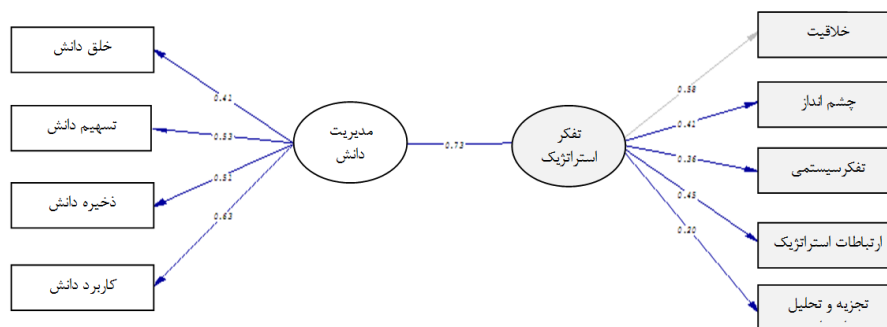 خلاقیت
خلق دانش
0.41
0.38
چشم انداز
تسهیم دانش
0.53
مدیریت
دانش
0.73
تفکر
استراتژیک
0.41
0.36
تفکرسیستمی
ذخیره دانش
0.51
0.45
ارتباطات استراتژیک
کاربرد دانش
0.63
0.20
تجزیه و تحلیل